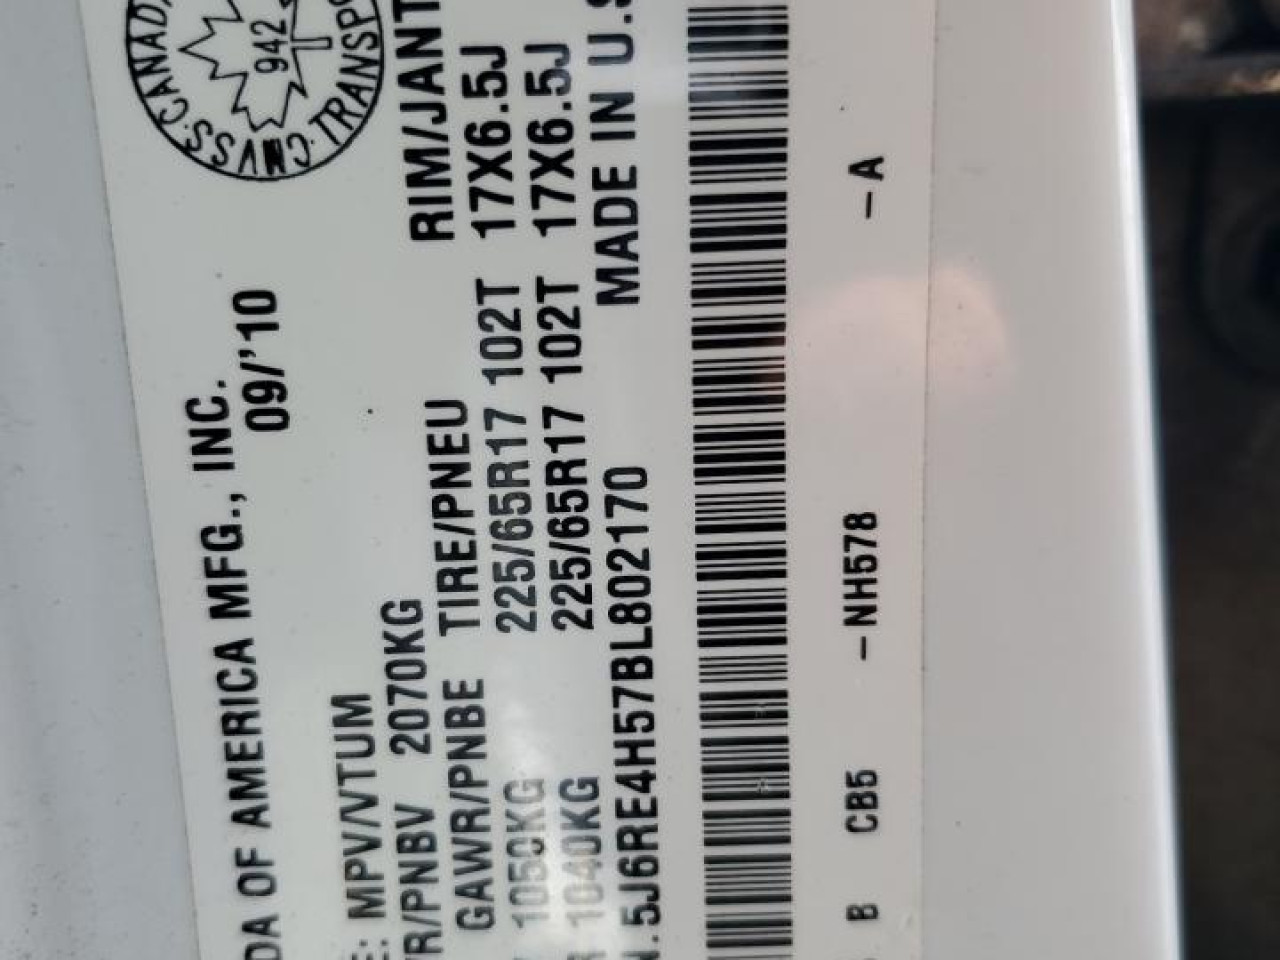 DA OF AMERICA MFG., INC.
09/'10
CMVSS·CANADA
942
C·TRANSP
E: MPV/VTUM
R/PNBV 2070KG
GAWR/PNBE TIRE/PNEU RIM/JANT
1050KG 225/65R17 102T 17X6.5J
R 1040KG 225/65R17 102T 17X6.5J
N.5J6RE4H57BL802170 MADE IN U.S
B CB5 -NH578 -A